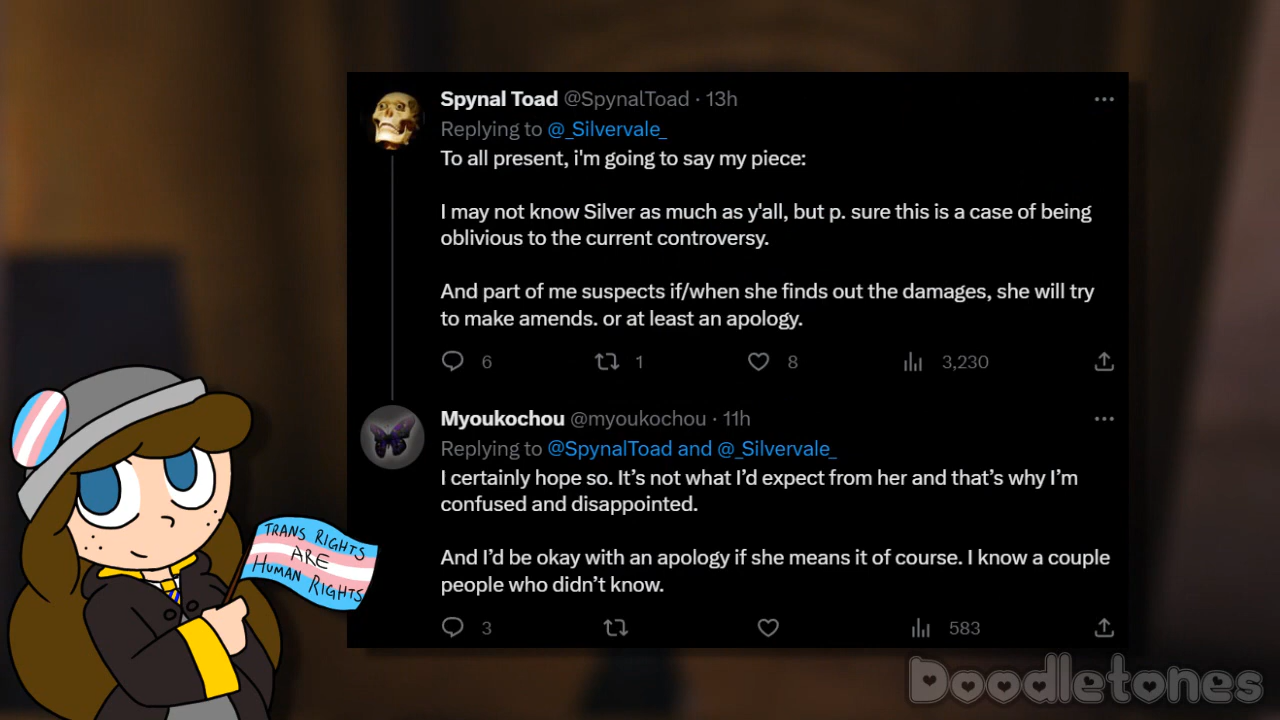 Spynal Toad @SpynalToad · 13h
Replying to @_Silvervale_
To all present, i'm going to say my piece:
I may not know Silver as much as y'all, but p. sure this is a case of being
oblivious to the current controversy.
And part of me suspects if/when she finds out the damages, she will try
to make amends. or at least an apology.
6 1 8 3,230
Myoukochou @myoukochou · 11h
Replying to @SpynalToad and @_Silvervale_
I certainly hope so. It’s not what I’d expect from her and that’s why I’m
confused and disappointed.
And I’d be okay with an apology if she means it of course. I know a couple
people who didn’t know.
3 583
TRANS RIGHTS
ARE
HUMAN RIGHTS
Doodletones